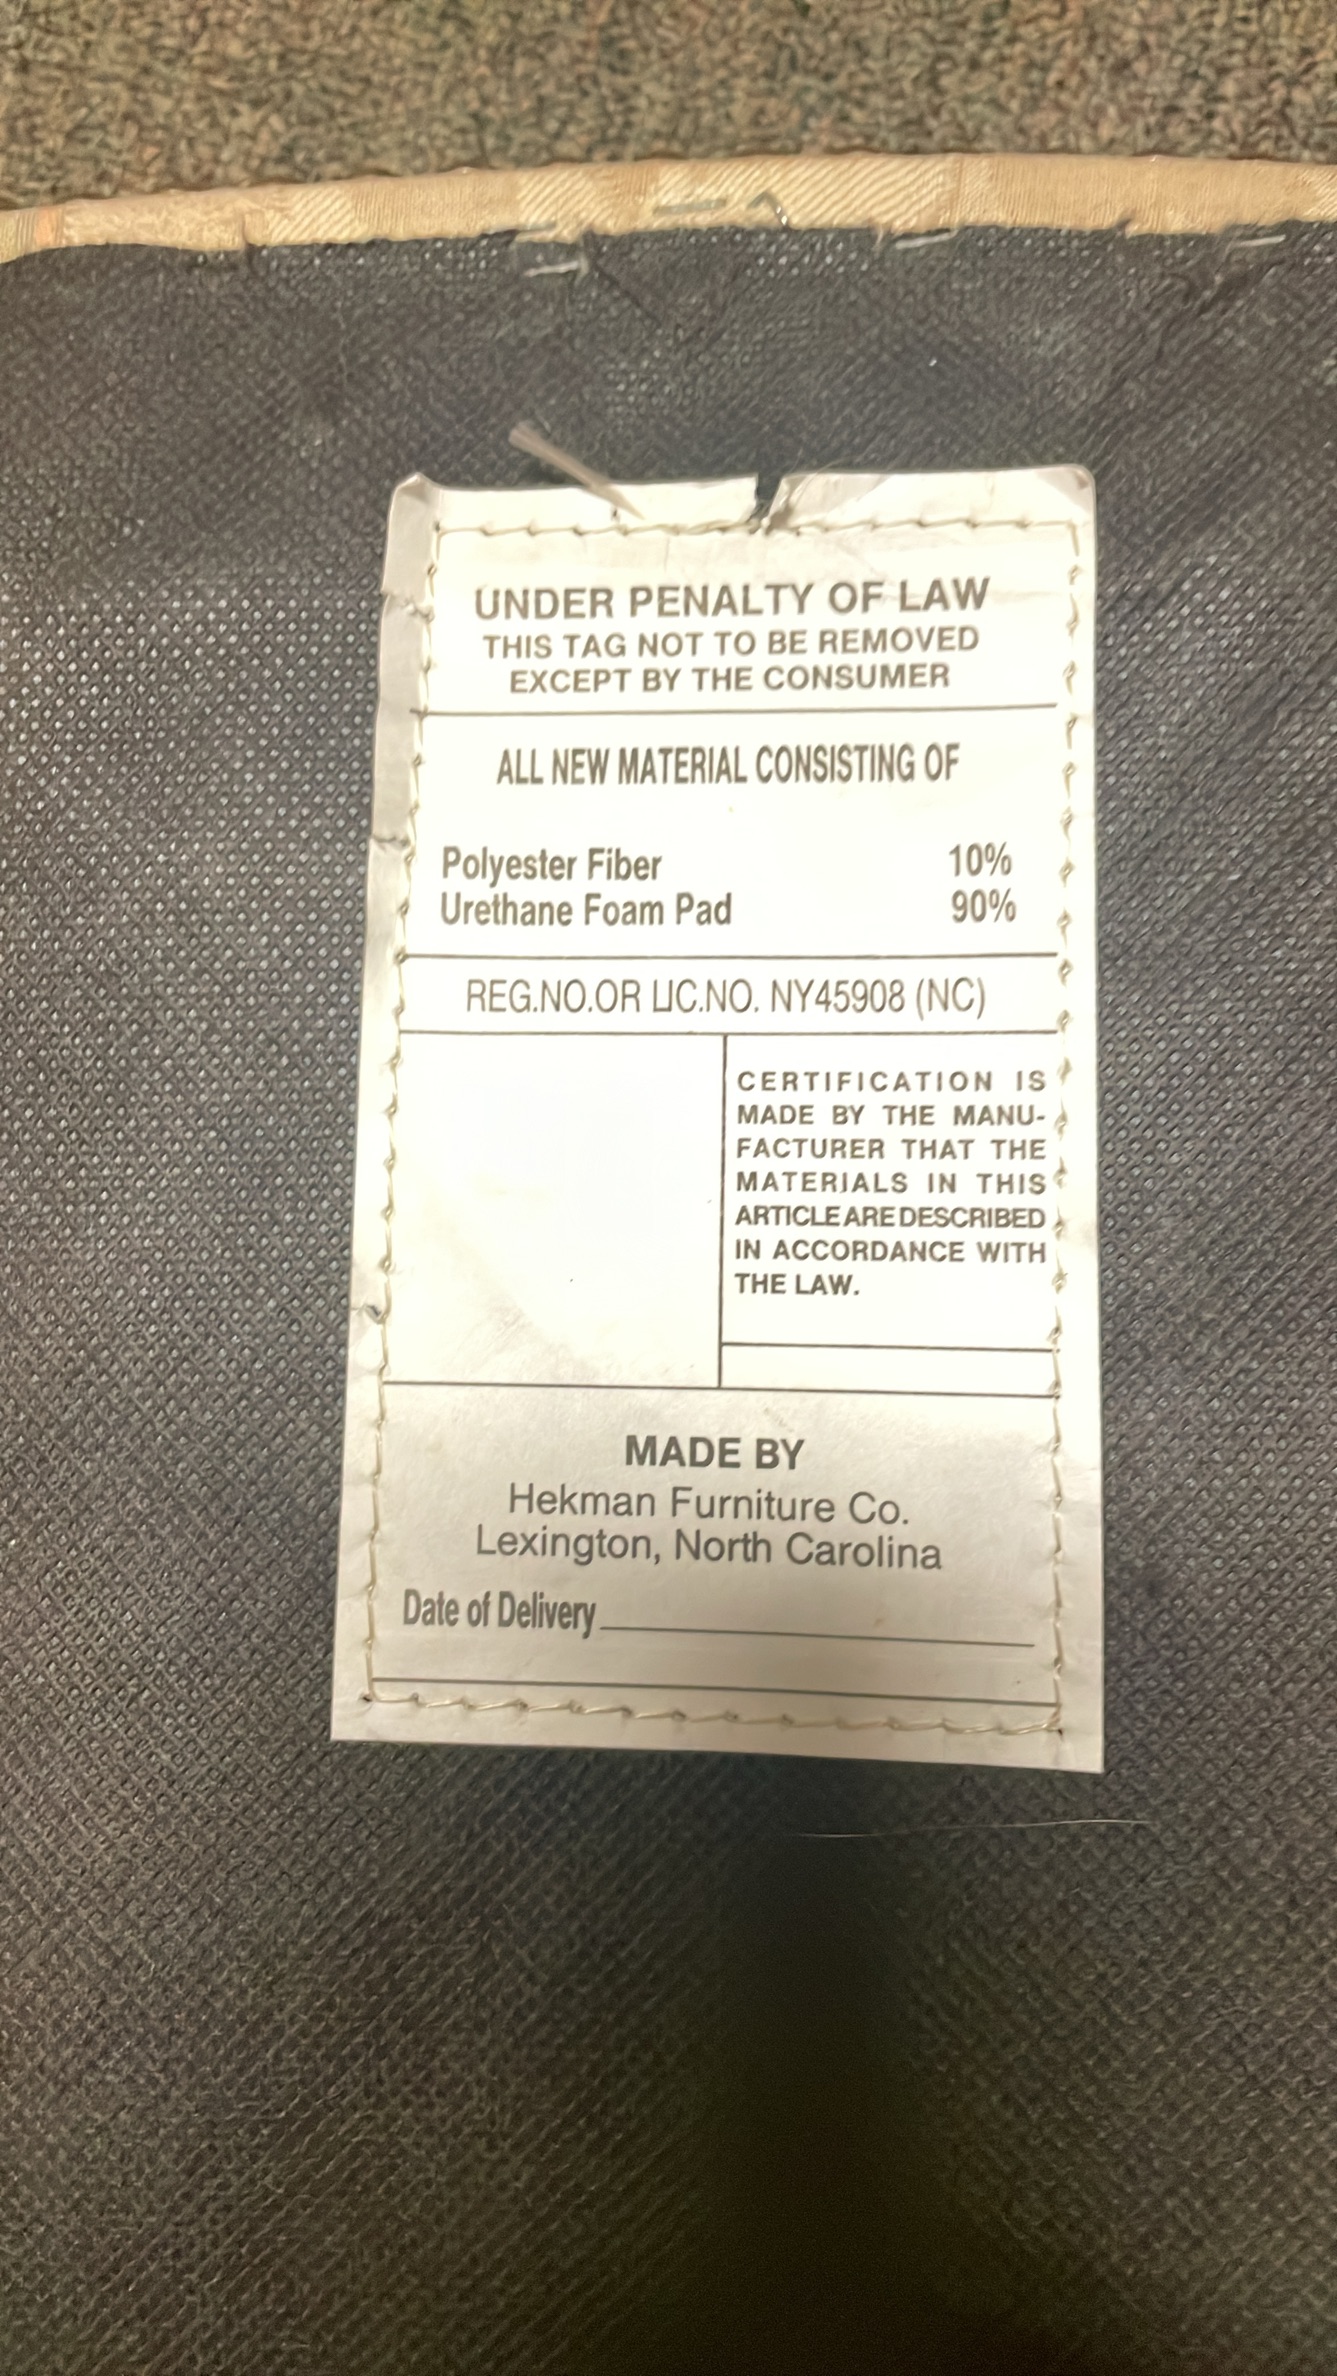 UNDER PENALTY OF LAW
THIS TAG NOT TO BE REMOVED
EXCEPT BY THE CONSUMER
ALL NEW MATERIAL CONSISTING OF
Polyester Fiber 10%
Urethane Foam Pad 90%
REG.NO.OR LIC.NO. NY45908 (NC)
CERTIFICATION IS
MADE BY THE MANU-
FACTURER THAT THE
MATERIALS IN THIS
ARTICLE ARE DESCRIBED
IN ACCORDANCE WITH
THE LAW.
MADE BY
Hekman Furniture Co.
Lexington, North Carolina
Date of Delivery